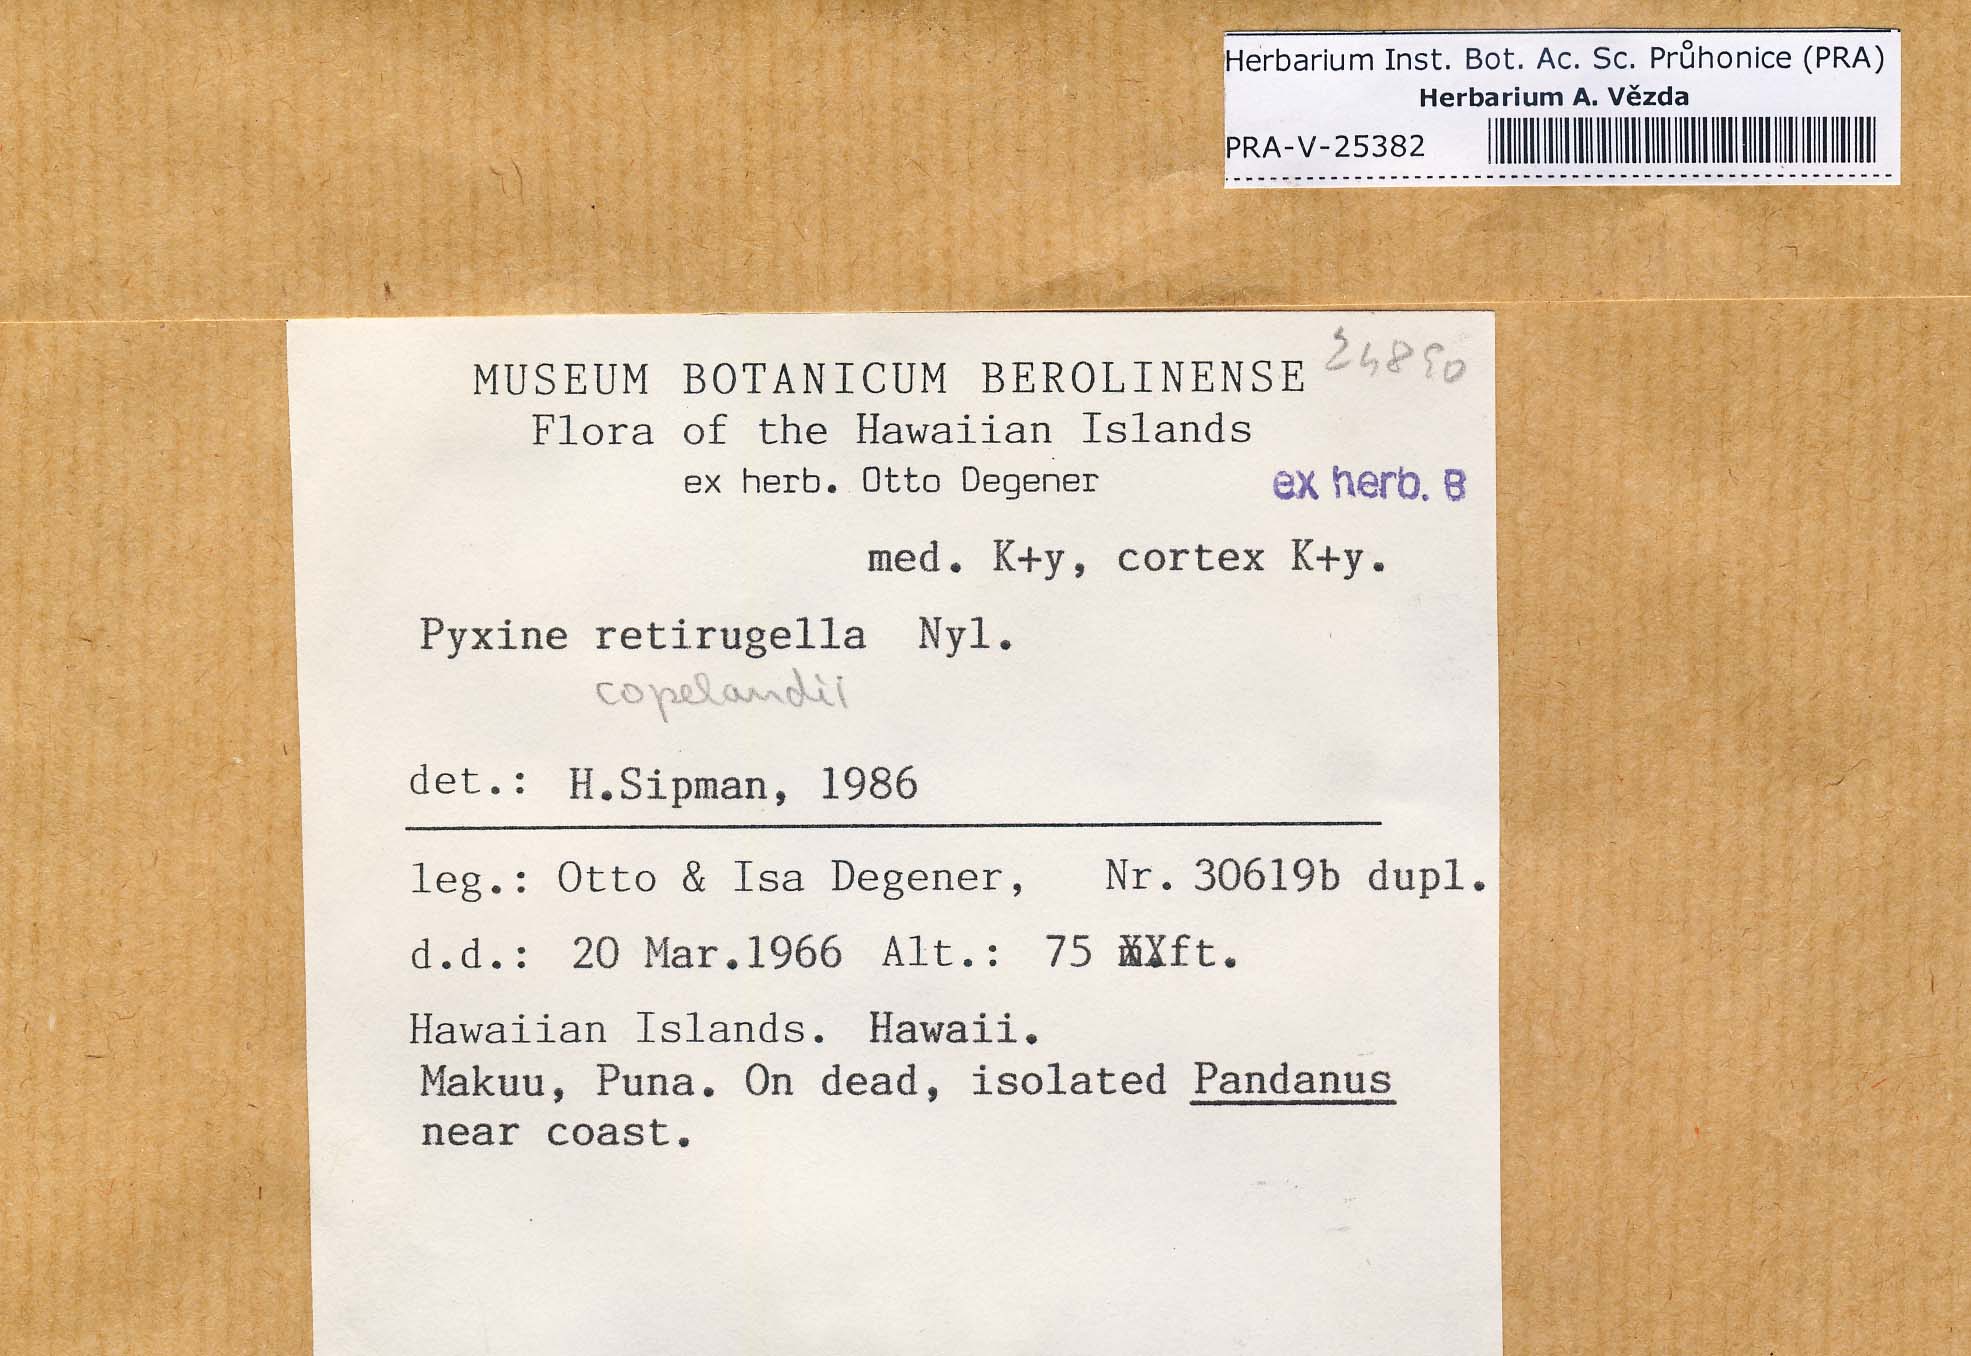 Herbarium Inst. Bot. Ac. Sc. Průhonice (PRA)
Herbarium A. Vězda
PRA-V-25382
24890
MUSEUM BOTANICUM BEROLINENSE
Flora of the Hawaiian Islands
ex herb. Otto Degener ex herb. B
med. K+y, cortex K+y.
Pyxine retirugella Nyl.
copelandii
det.: H.Sipman, 1986
leg.: Otto & Isa Degener, Nr. 30619b dupl.
d.d.: 20 Mar.1966 Alt.: 75 ft.
Hawaiian Islands. Hawaii.
Makuu, Puna. On dead, isolated Pandanus
near coast.